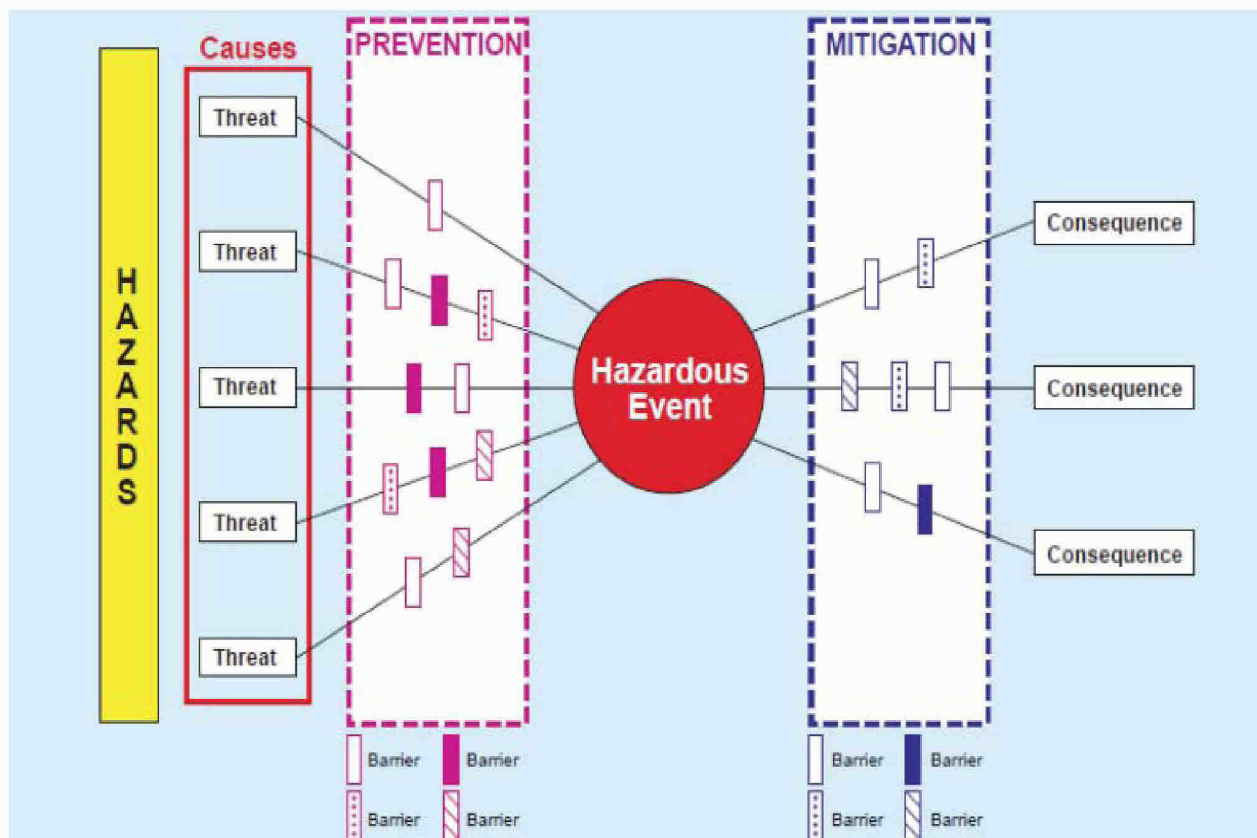 Causes
PREVENTION
MITIGATION
HAZARDS
Threat
Threat
Threat
Threat
Threat
Hazardous
Event
Consequence
Consequence
Consequence
Barrier
Barrier
Barrier
Barrier
Barrier
Barrier
Barrier
Barrier